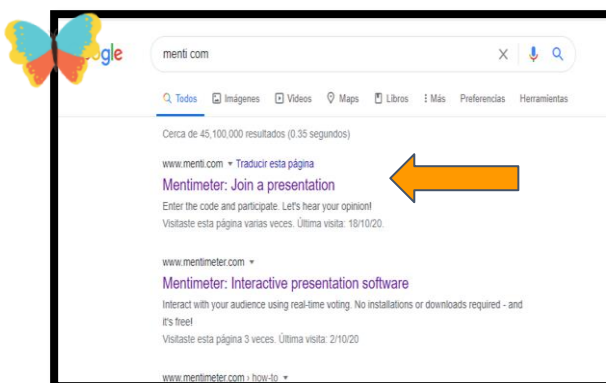 gle
menti com
Todos Imágenes Videos Maps Libros Más Preferencias Herramientas
Cerca de 45,100,000 resultados (0.35 segundos)
www.menti.com Traducir esta página
Mentimeter: Join a presentation
Enter the code and participate. Let's hear your opinion!
Visitaste esta página varias veces. Última visita: 18/10/20.
www.mentimeter.com
Mentimeter: Interactive presentation software
Interact with your audience using real-time voting. No installations or downloads required - and
it's free!
Visitaste esta página 3 veces. Última visita: 2/10/20
www.mentimeter.com › how-to